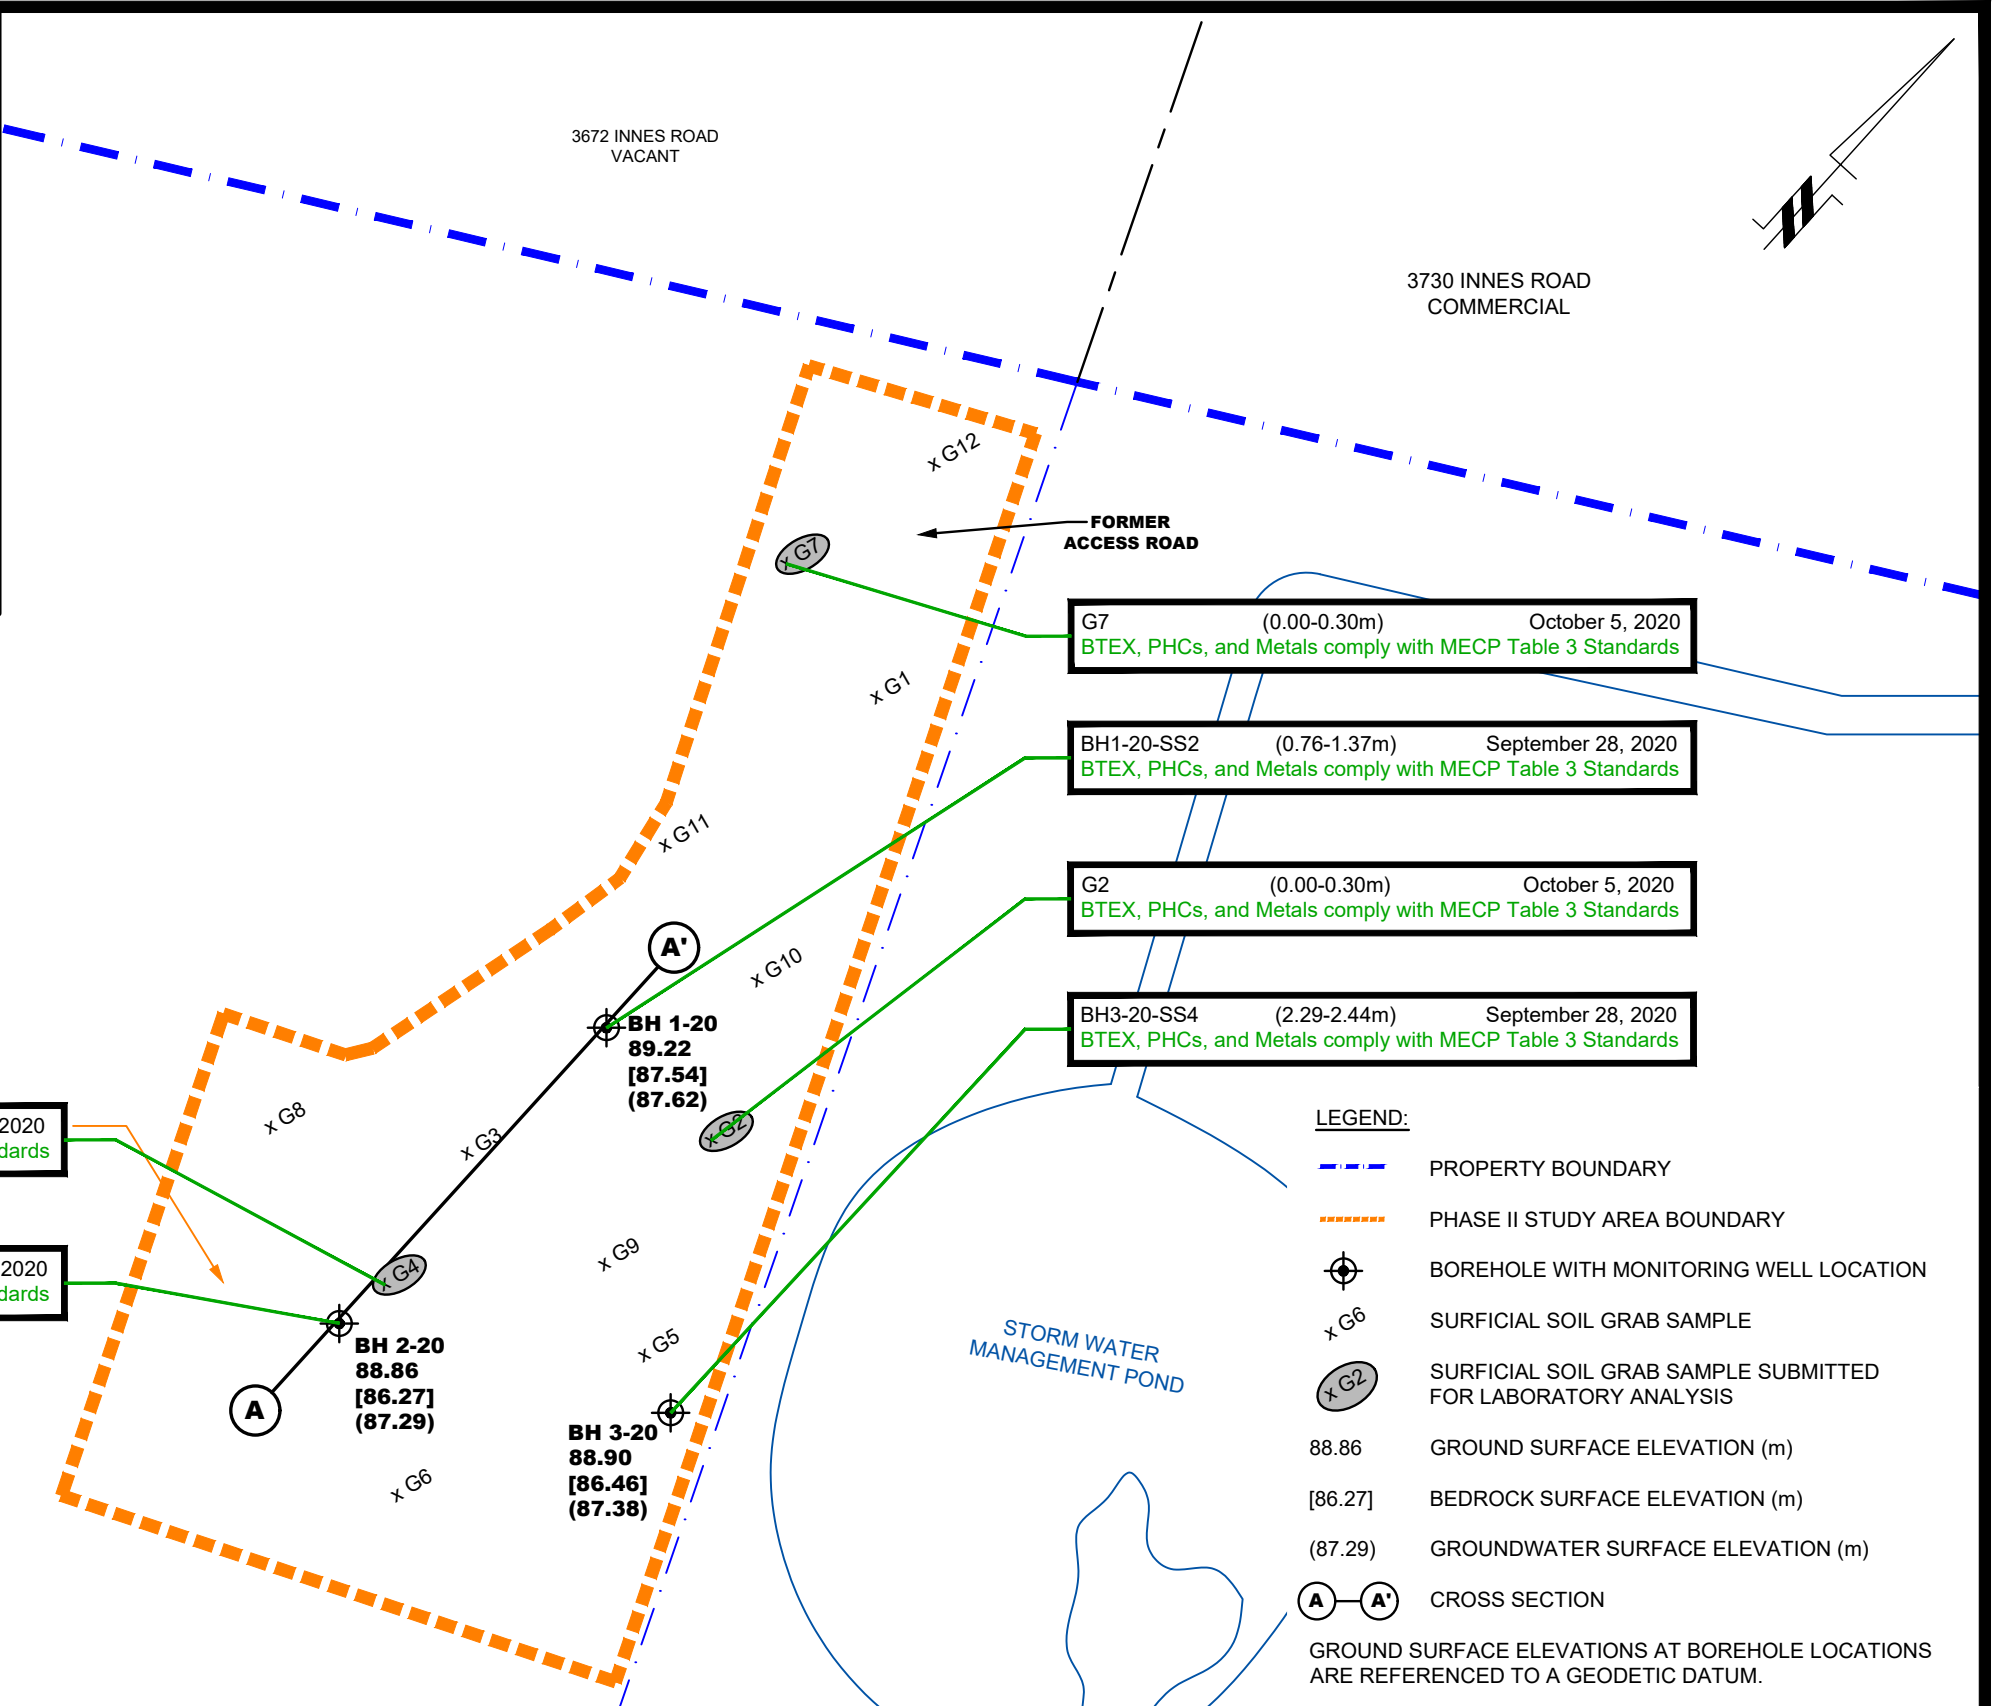 3672 INNES ROAD
VACANT
3730 INNES ROAD
COMMERCIAL
x G12
FORMER
ACCESS ROAD
x G7
G7 (0.00-0.30m) October 5, 2020
BTEX, PHCs, and Metals comply with MECP Table 3 Standards
x G1
BH1-20-SS2 (0.76-1.37m) September 28, 2020
BTEX, PHCs, and Metals comply with MECP Table 3 Standards
x G11
G2 (0.00-0.30m) October 5, 2020
BTEX, PHCs, and Metals comply with MECP Table 3 Standards
A'
x G10
BH3-20-SS4 (2.29-2.44m) September 28, 2020
BTEX, PHCs, and Metals comply with MECP Table 3 Standards
BH 1-20
89.22
[87.54]
(87.62)
x G8
x G3
x G2
2020
dards
x G9
x G4
2020
dards
BH 2-20
88.86
[86.27]
(87.29)
A
x G5
BH 3-20
88.90
[86.46]
(87.38)
x G6
STORM WATER
MANAGEMENT POND
LEGEND:
PROPERTY BOUNDARY
PHASE II STUDY AREA BOUNDARY
BOREHOLE WITH MONITORING WELL LOCATION
x G6 SURFICIAL SOIL GRAB SAMPLE
x G2 SURFICIAL SOIL GRAB SAMPLE SUBMITTED
FOR LABORATORY ANALYSIS
88.86 GROUND SURFACE ELEVATION (m)
[86.27] BEDROCK SURFACE ELEVATION (m)
(87.29) GROUNDWATER SURFACE ELEVATION (m)
A A' CROSS SECTION
GROUND SURFACE ELEVATIONS AT BOREHOLE LOCATIONS
ARE REFERENCED TO A GEODETIC DATUM.